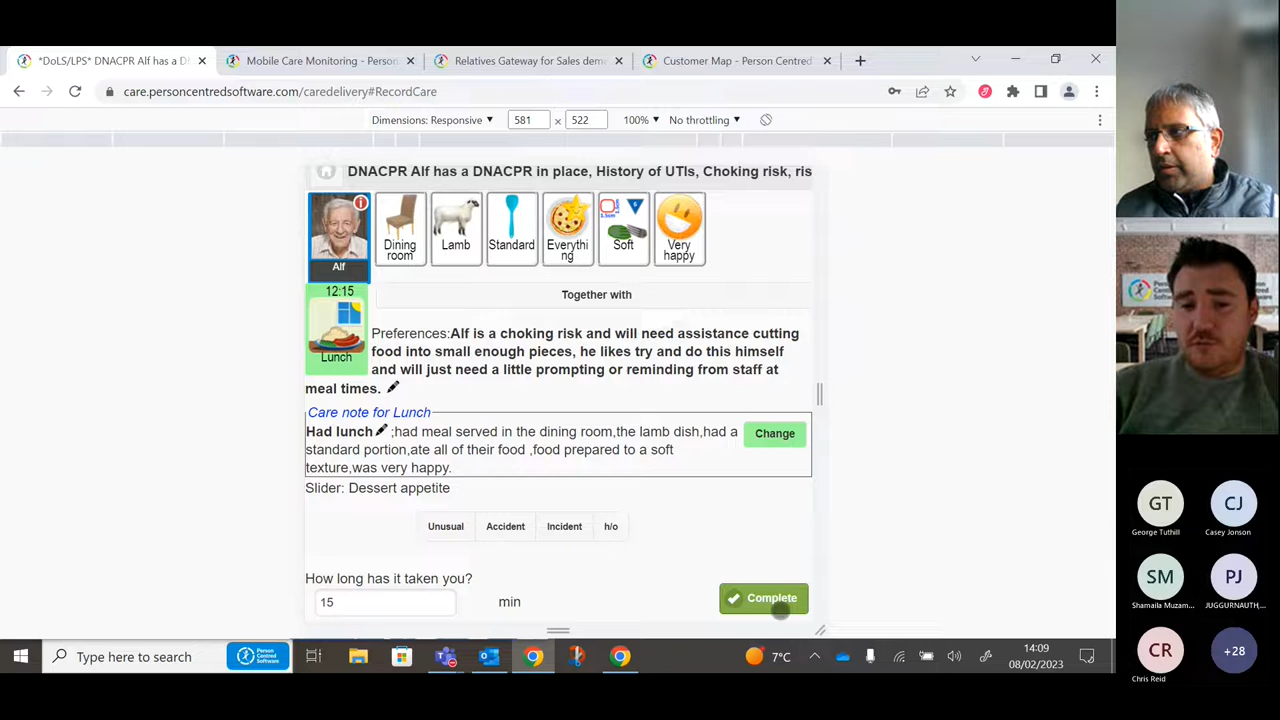 *DoLS/LPS* DNACPR Alf has a D
Mobile Care Monitoring - Person
Relatives Gateway for Sales dem
Customer Map - Person Centred
care.personcentredsoftware.com/caredelivery#RecordCare
Dimensions: Responsive 581 × 522 100% No throttling
DNACPR Alf has a DNACPR in place, History of UTIs, Choking risk, ris
Alf
Dining
room
Lamb
Standard
Everythi
ng
Soft
Very
happy
12:15
Lunch
Together with
Preferences:Alf is a choking risk and will need assistance cutting
food into small enough pieces, he likes try and do this himself
and will just need a little prompting or reminding from staff at
meal times.
Care note for Lunch
Had lunch ;had meal served in the dining room,the lamb dish,had a
standard portion,ate all of their food ,food prepared to a soft
texture,was very happy.
Change
Slider: Dessert appetite
Unusual Accident Incident h/o
How long has it taken you?
15 min
Complete
Type here to search
Person
Centred
Software
7°C
14:09
08/02/2023
GT
George Tuthill
CJ
Casey Jonson
SM
Shamaila Muzam...
PJ
JUGGURNAUTH,...
CR
Chris Reid
+28